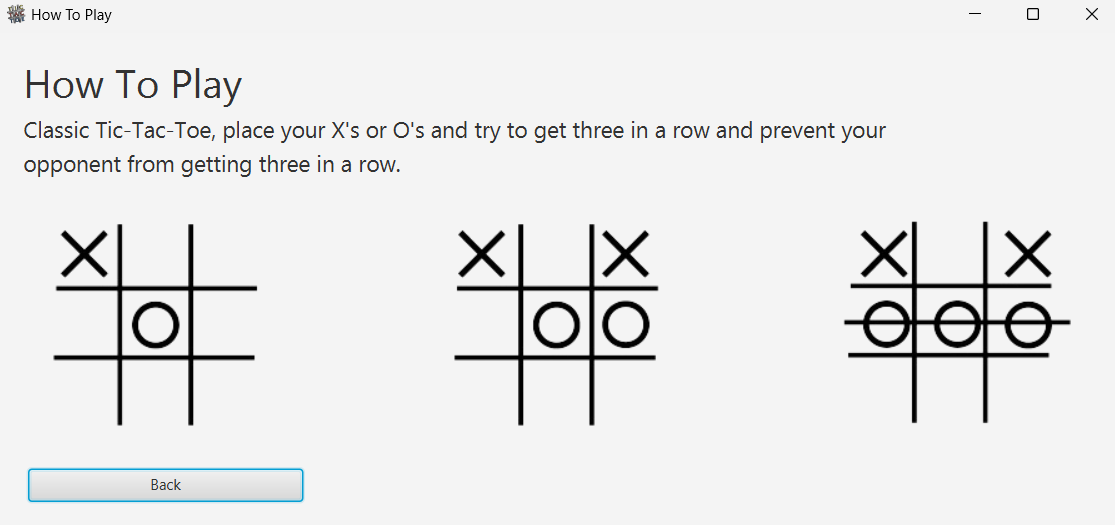 How To Play
How To Play
Classic Tic-Tac-Toe, place your X's or O's and try to get three in a row and prevent your
opponent from getting three in a row.
Back